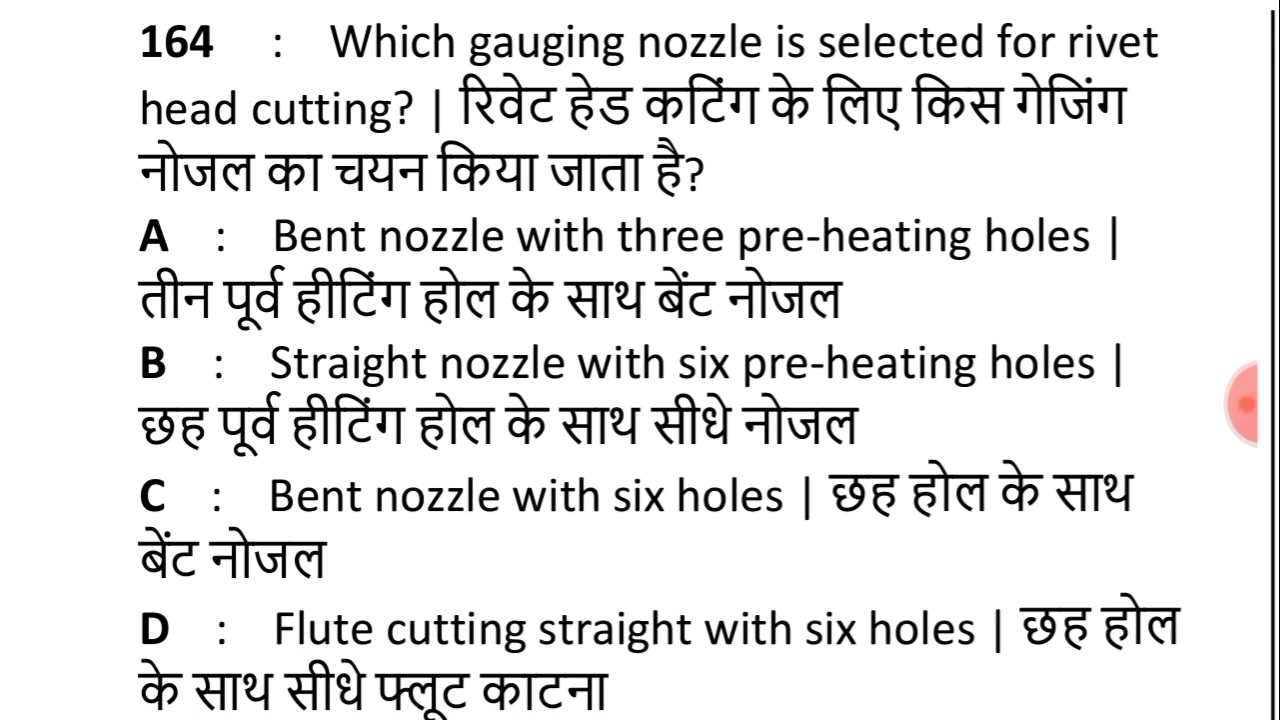 164 : Which gauging nozzle is selected for rivet
head cutting? | रिवेट हेड कटिंग के लिए किस गेजिंग
नोजल का चयन किया जाता है?
A : Bent nozzle with three pre-heating holes |
तीन पूर्व हीटिंग होल के साथ बेंट नोजल
B : Straight nozzle with six pre-heating holes |
छह पूर्व हीटिंग होल के साथ सीधे नोजल
C : Bent nozzle with six holes | छह होल के साथ
बेंट नोजल
D : Flute cutting straight with six holes | छह होल
के साथ सीधे फ्लूट काटना